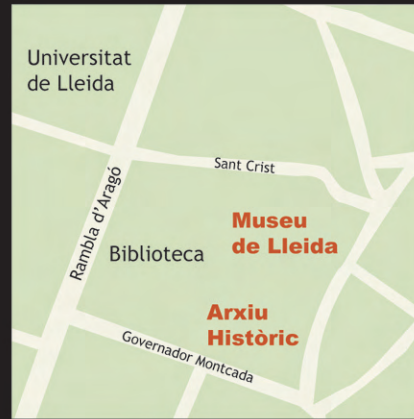 Universitat
de Lleida
Sant Crist
Rambla d'Aragó
Museu
de Lleida
Biblioteca
Arxiu
Històric
Governador Montcada